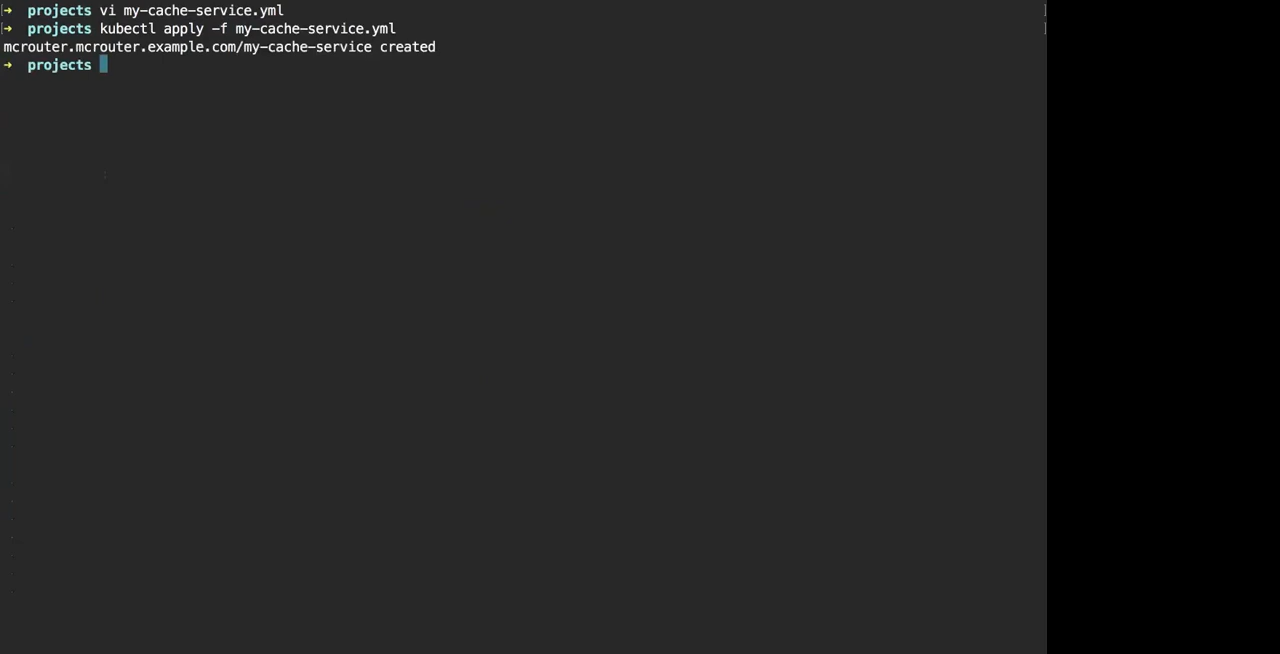 → projects vi my-cache-service.yml
→ projects kubectl apply -f my-cache-service.yml
mcrouter.mcrouter.example.com/my-cache-service created
→ projects